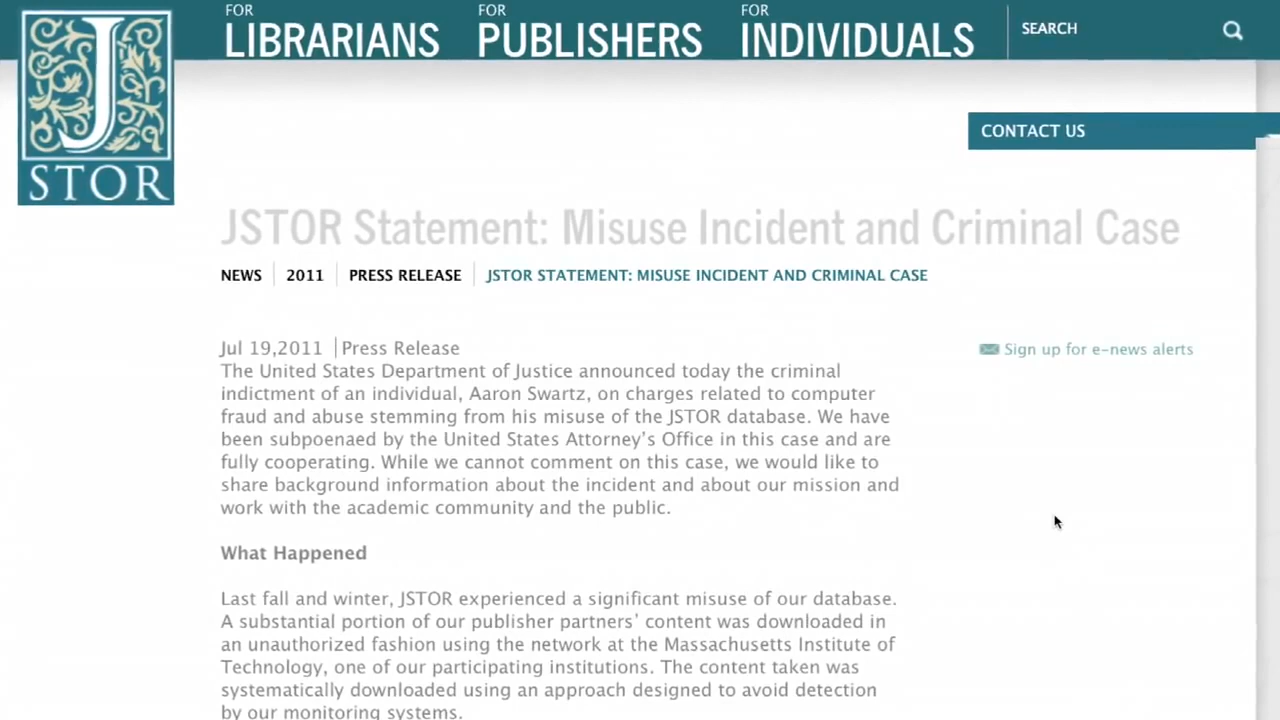 FOR LIBRARIANS
FOR PUBLISHERS
FOR INDIVIDUALS
SEARCH
JSTOR
CONTACT US
JSTOR Statement: Misuse Incident and Criminal Case
NEWS 2011 PRESS RELEASE JSTOR STATEMENT: MISUSE INCIDENT AND CRIMINAL CASE
Jul 19,2011 | Press Release
Sign up for e-news alerts
The United States Department of Justice announced today the criminal
indictment of an individual, Aaron Swartz, on charges related to computer
fraud and abuse stemming from his misuse of the JSTOR database. We have
been subpoenaed by the United States Attorney's Office in this case and are
fully cooperating. While we cannot comment on this case, we would like to
share background information about the incident and about our mission and
work with the academic community and the public.
What Happened
Last fall and winter, JSTOR experienced a significant misuse of our database.
A substantial portion of our publisher partners' content was downloaded in
an unauthorized fashion using the network at the Massachusetts Institute of
Technology, one of our participating institutions. The content taken was
systematically downloaded using an approach designed to avoid detection
by our monitoring systems.